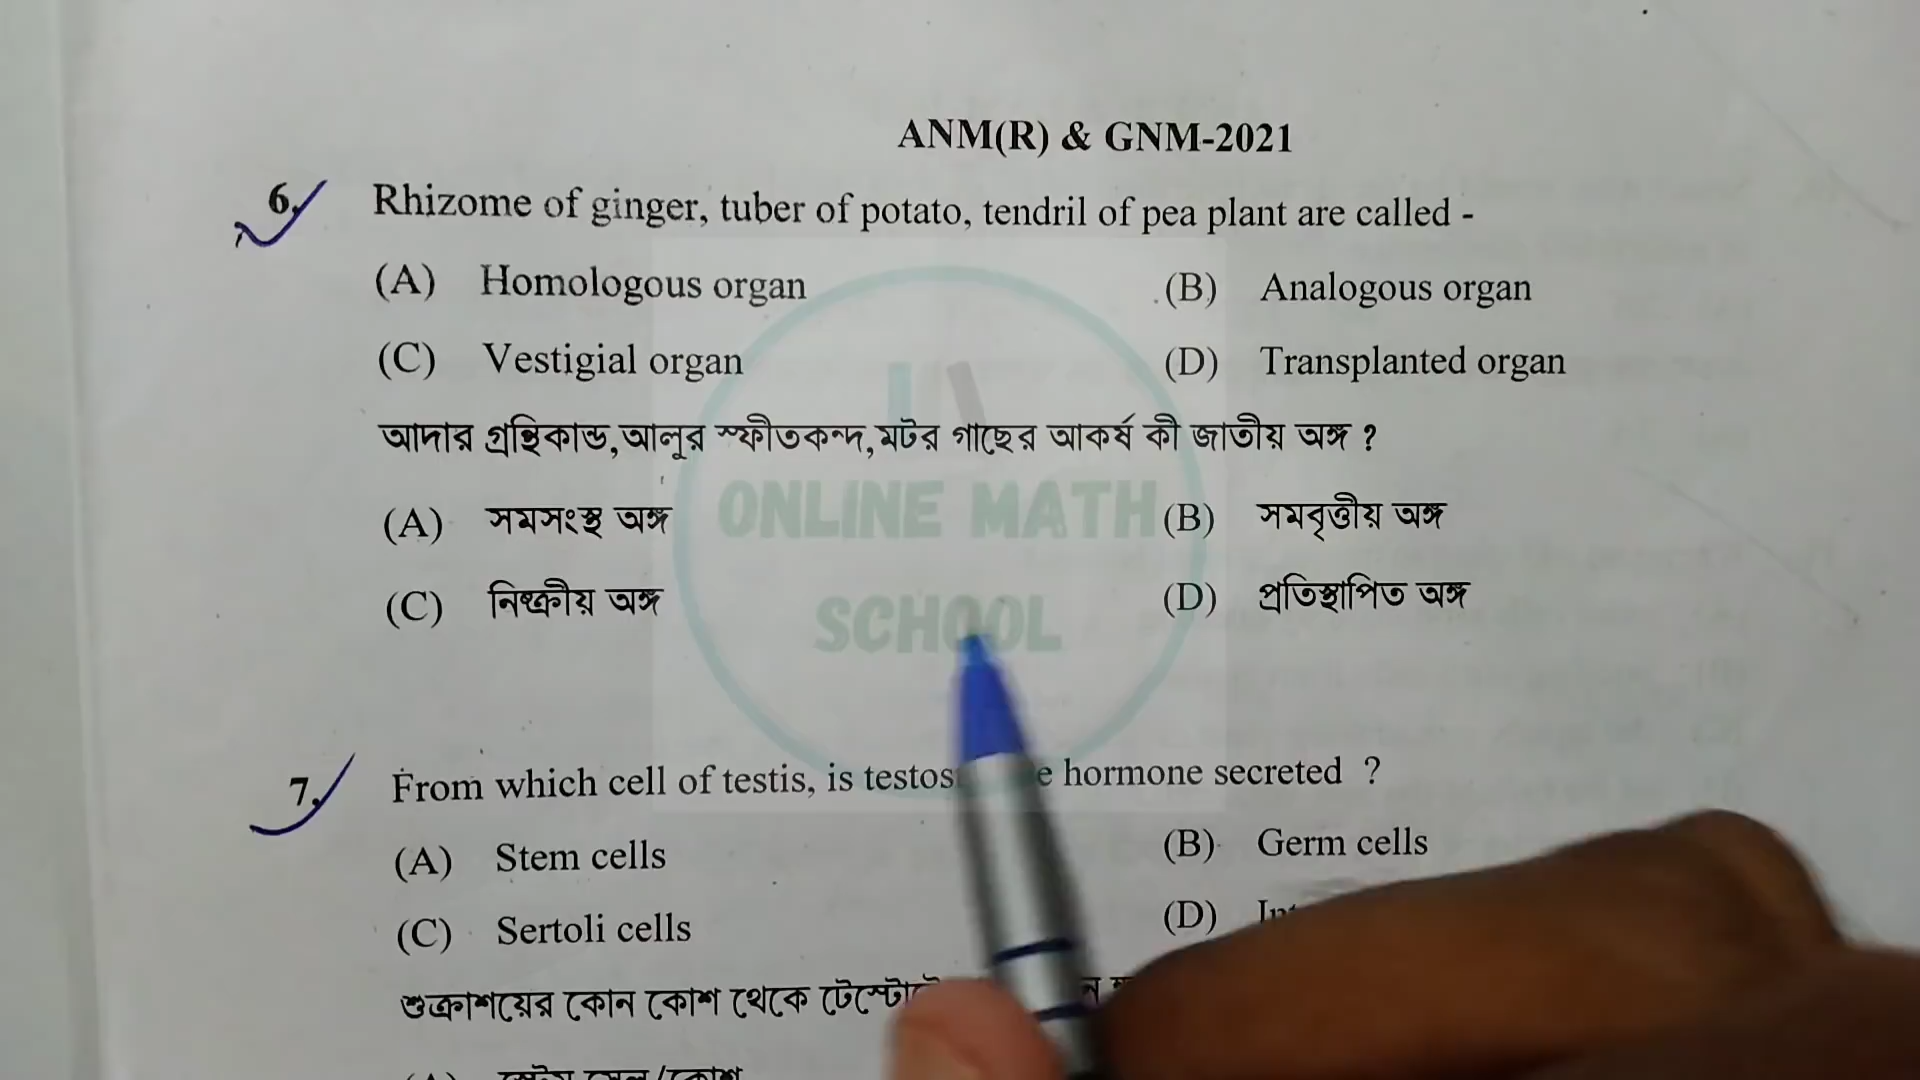 ANM(R) & GNM-2021
6. Rhizome of ginger, tuber of potato, tendril of pea plant are called -
(A) Homologous organ (B) Analogous organ
(C) Vestigial organ (D) Transplanted organ
আদার গ্রন্থিকান্ড,আলুর স্ফীতকন্দ,মটর গাছের আকর্ষ কী জাতীয় অঙ্গ ?
(A) সমসংস্থ অঙ্গ (B) সমবৃত্তীয় অঙ্গ
(C) নিষ্ক্রীয় অঙ্গ (D) প্রতিস্থাপিত অঙ্গ
ONLINE MATH
SCHOOL
7. From which cell of testis, is hormone secreted ?
(A) Stem cells (B) Germ cells
(C) Sertoli cells (D)
শুক্রাশয়ের কোন কোশ থেকে
(A)